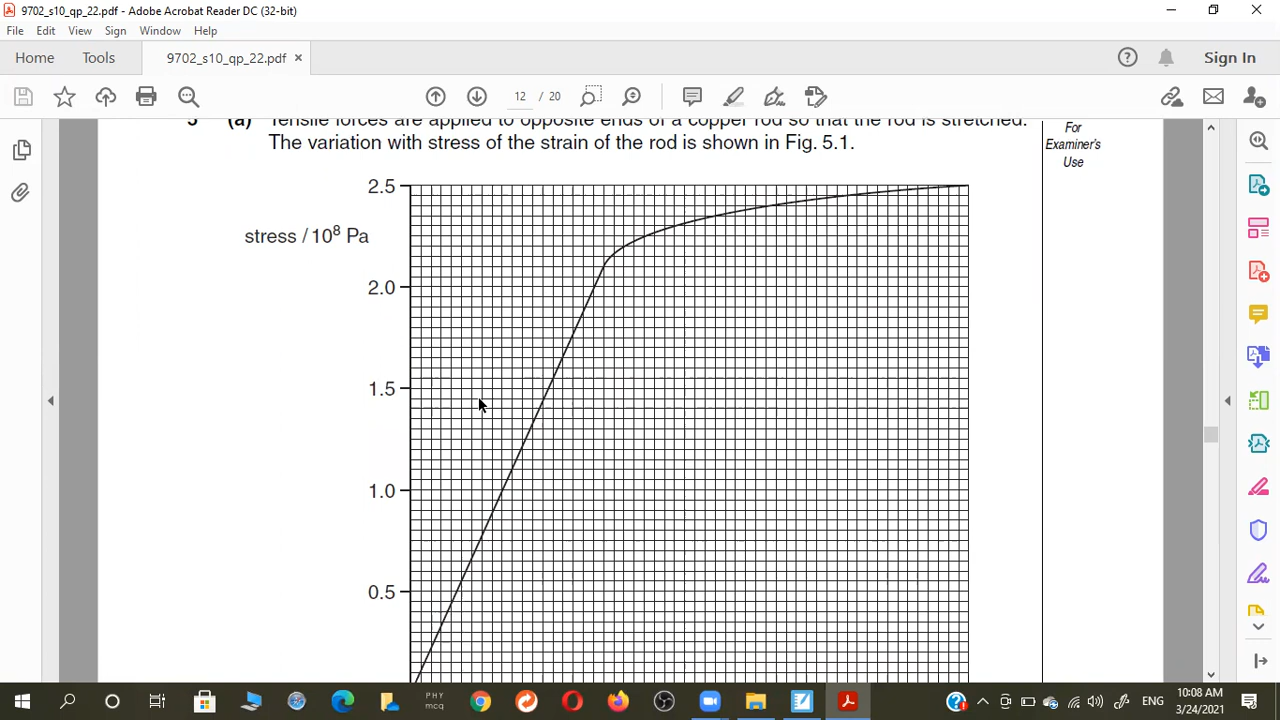 9702_s10_qp_22.pdf - Adobe Acrobat Reader DC (32-bit)
File Edit View Sign Window Help
Home Tools 9702_s10_qp_22.pdf × Sign In
12 / 20
5 (a) Tensile forces are applied to opposite ends of a copper rod so that the rod is stretched.
The variation with stress of the strain of the rod is shown in Fig. 5.1.
For
Examiner's
Use
2.5
stress / 10⁸ Pa
2.0
1.5
1.0
0.5
PHY
mcq
ENG
10:08 AM
3/24/2021